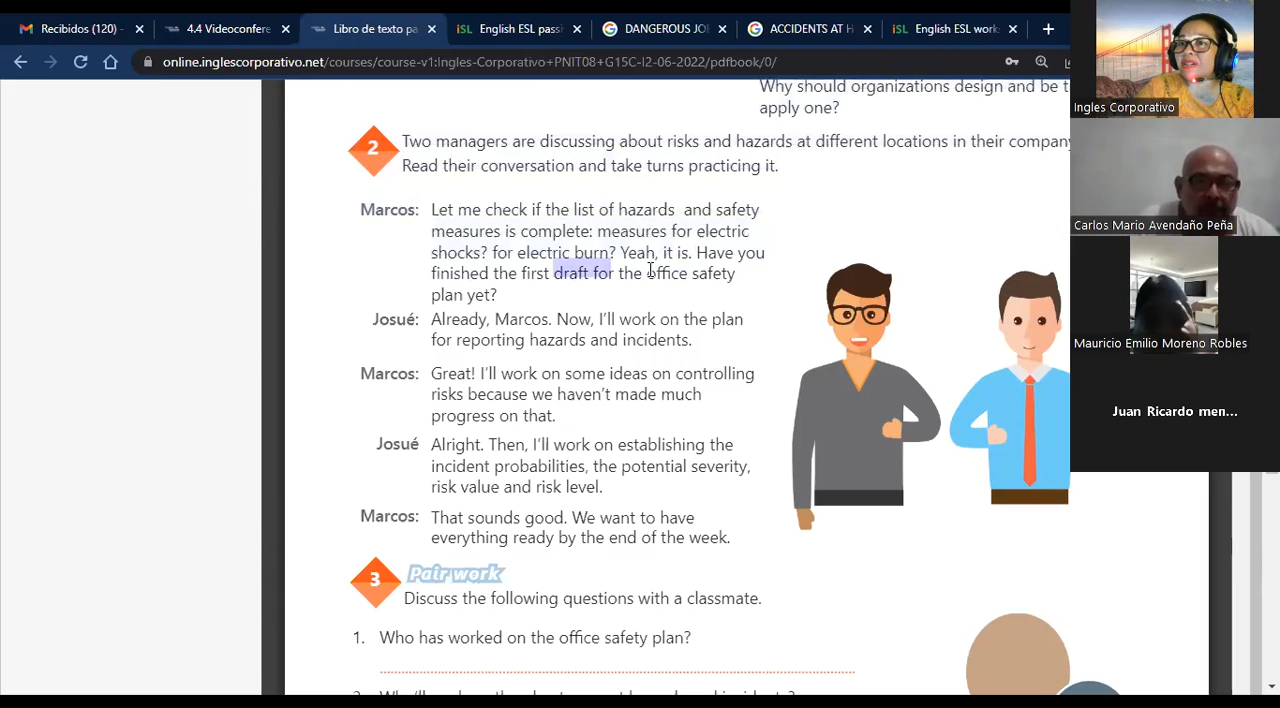 Recibidos (120) -
4.4 Videoconfere
Libro de texto pa
English ESL pass
DANGEROUS JO
ACCIDENTS AT H
English ESL work
online.inglescorporativo.net/courses/course-v1:Ingles-Corporativo+PNIT08+G15C-I2-06-2022/pdfbook/0/
Ingles Corporativo
Carlos Mario Avendaño Peña
Mauricio Emilio Moreno Robles
Juan Ricardo men...
Why should organizations design and be t
apply one?
2
Two managers are discussing about risks and hazards at different locations in their company
Read their conversation and take turns practicing it.
Marcos: Let me check if the list of hazards and safety
measures is complete: measures for electric
shocks? for electric burn? Yeah, it is. Have you
finished the first draft for the office safety
plan yet?
Josué: Already, Marcos. Now, I'll work on the plan
for reporting hazards and incidents.
Marcos: Great! I'll work on some ideas on controlling
risks because we haven't made much
progress on that.
Josué Alright. Then, I'll work on establishing the
incident probabilities, the potential severity,
risk value and risk level.
Marcos: That sounds good. We want to have
everything ready by the end of the week.
3 Pair work
Discuss the following questions with a classmate.
1. Who has worked on the office safety plan?